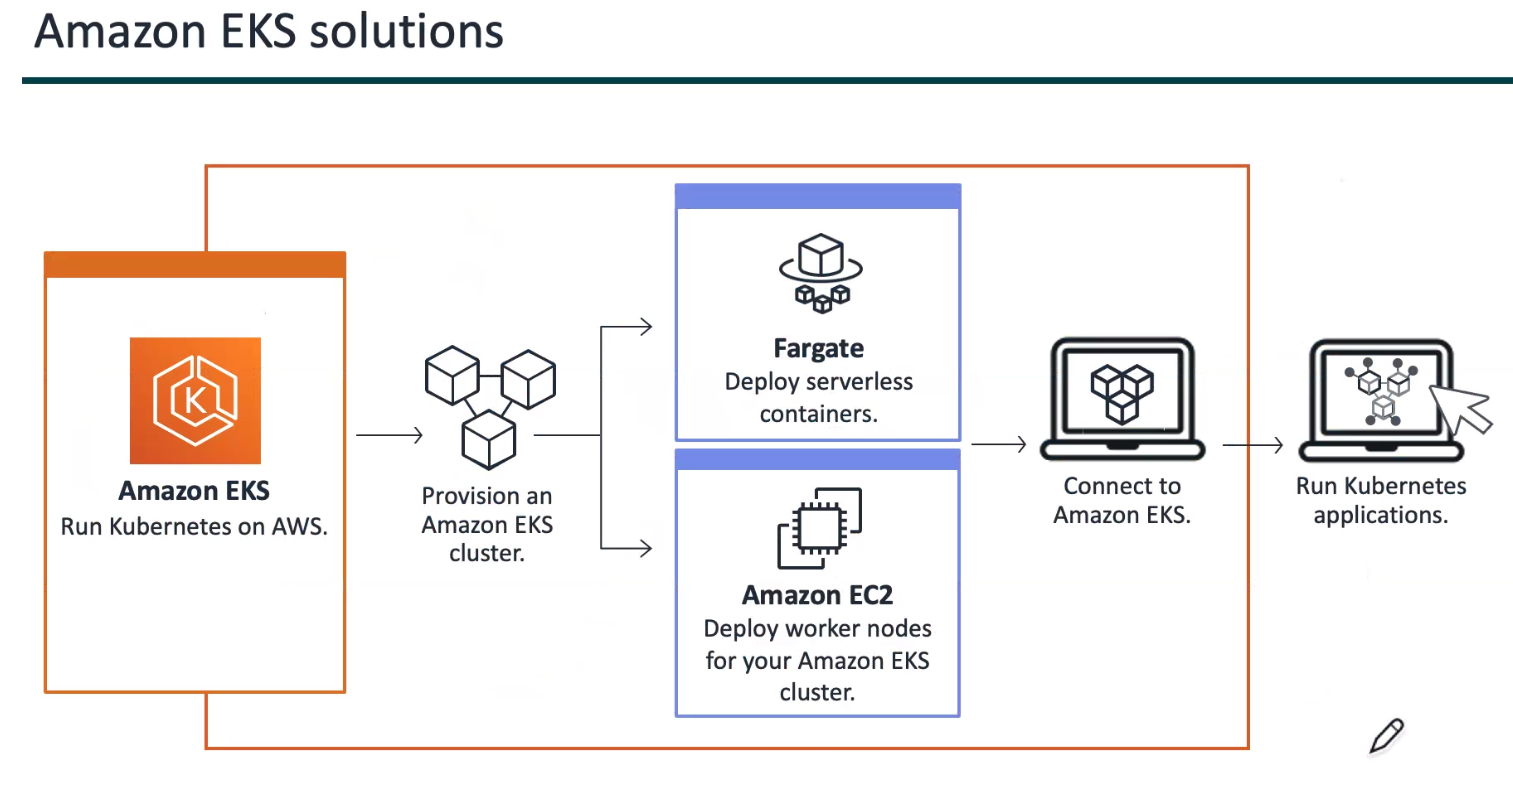 Amazon EKS solutions
K
Amazon EKS
Run Kubernetes on AWS.
Provision an
Amazon EKS
cluster.
Fargate
Deploy serverless
containers.
Amazon EC2
Deploy worker nodes
for your Amazon EKS
cluster.
Connect to
Amazon EKS.
Run Kubernetes
applications.